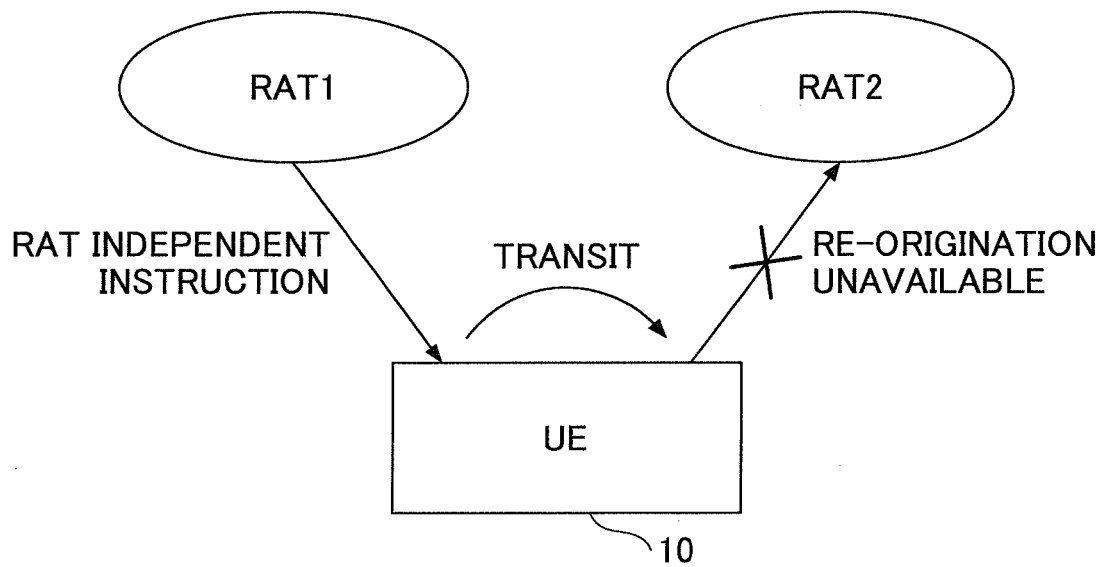 RAT1
RAT2
RAT INDEPENDENT
INSTRUCTION
TRANSIT
RE-ORIGINATION
UNAVAILABLE
UE
10